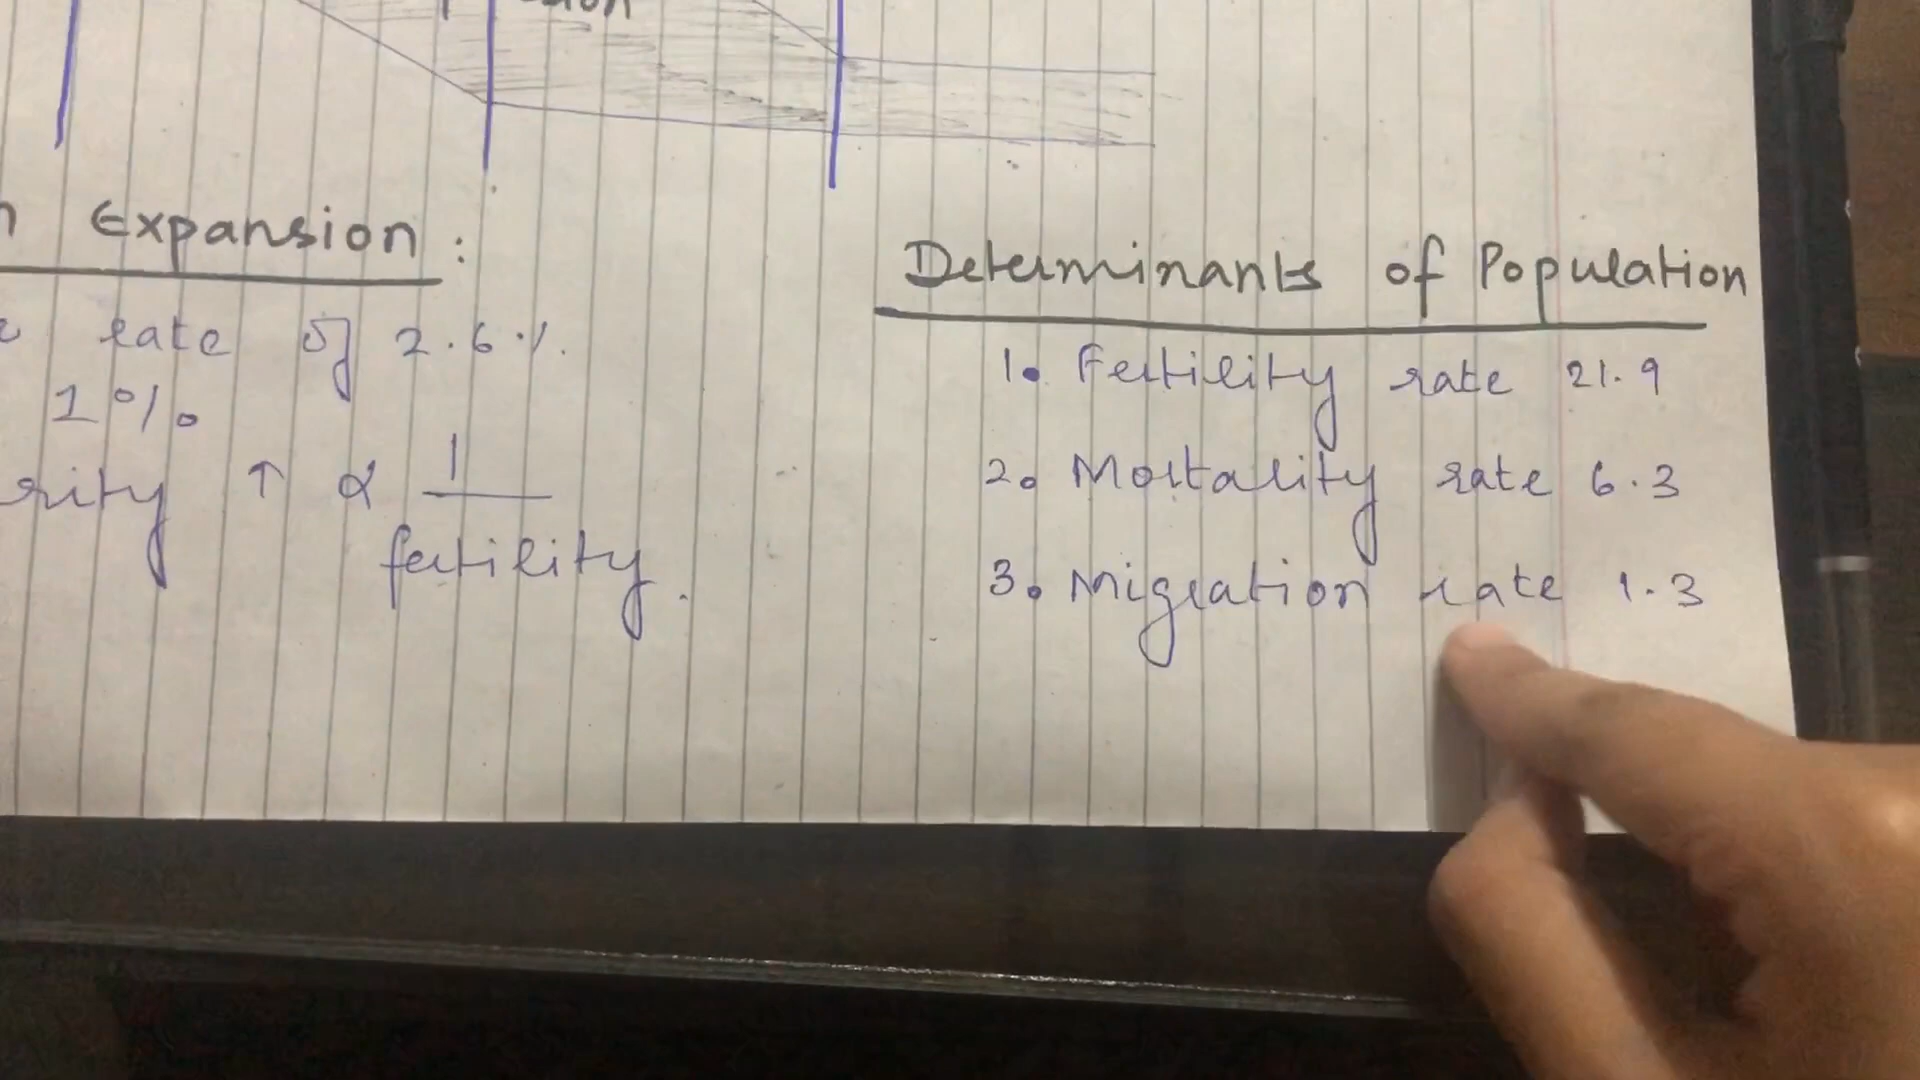 Expansion :
rate of 2.6 %.
1%
rity ↑ ∝ 1
fertility.
Determinants of Population
1. Fertility rate 21.9
2. Mortality rate 6.3
3. Migration rate 1.3